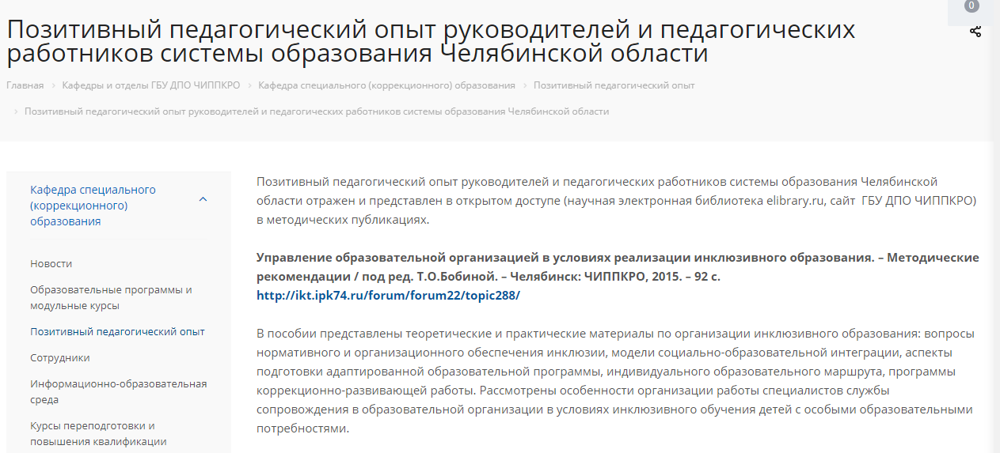 0
Позитивный педагогический опыт руководителей и педагогических
работников системы образования Челябинской области
Главная › Кафедры и отделы ГБУ ДПО ЧИППКРО › Кафедра специального (коррекционного) образования › Позитивный педагогический опыт
› Позитивный педагогический опыт руководителей и педагогических работников системы образования Челябинской области
Кафедра специального
(коррекционного)
образования
Новости
Образовательные программы и
модульные курсы
Позитивный педагогический опыт
Сотрудники
Информационно-образовательная
среда
Курсы переподготовки и
повышения квалификации
Позитивный педагогический опыт руководителей и педагогических работников системы образования Челябинской
области отражен и представлен в открытом доступе (научная электронная библиотека elibrary.ru, сайт  ГБУ ДПО ЧИППКРО)
в методических публикациях.
Управление образовательной организацией в условиях реализации инклюзивного образования. – Методические
рекомендации / под ред. Т.О.Бобиной. – Челябинск: ЧИППКРО, 2015. – 92 с.
http://ikt.ipk74.ru/forum/forum22/topic288/
В пособии представлены теоретические и практические материалы по организации инклюзивного образования: вопросы
нормативного и организационного обеспечения инклюзии, модели социально-образовательной интеграции, аспекты
подготовки адаптированной образовательной программы, индивидуального образовательного маршрута, программы
коррекционно-развивающей работы. Рассмотрены особенности организации работы специалистов службы
сопровождения в образовательной организации в условиях инклюзивного обучения детей с особыми образовательными
потребностями.